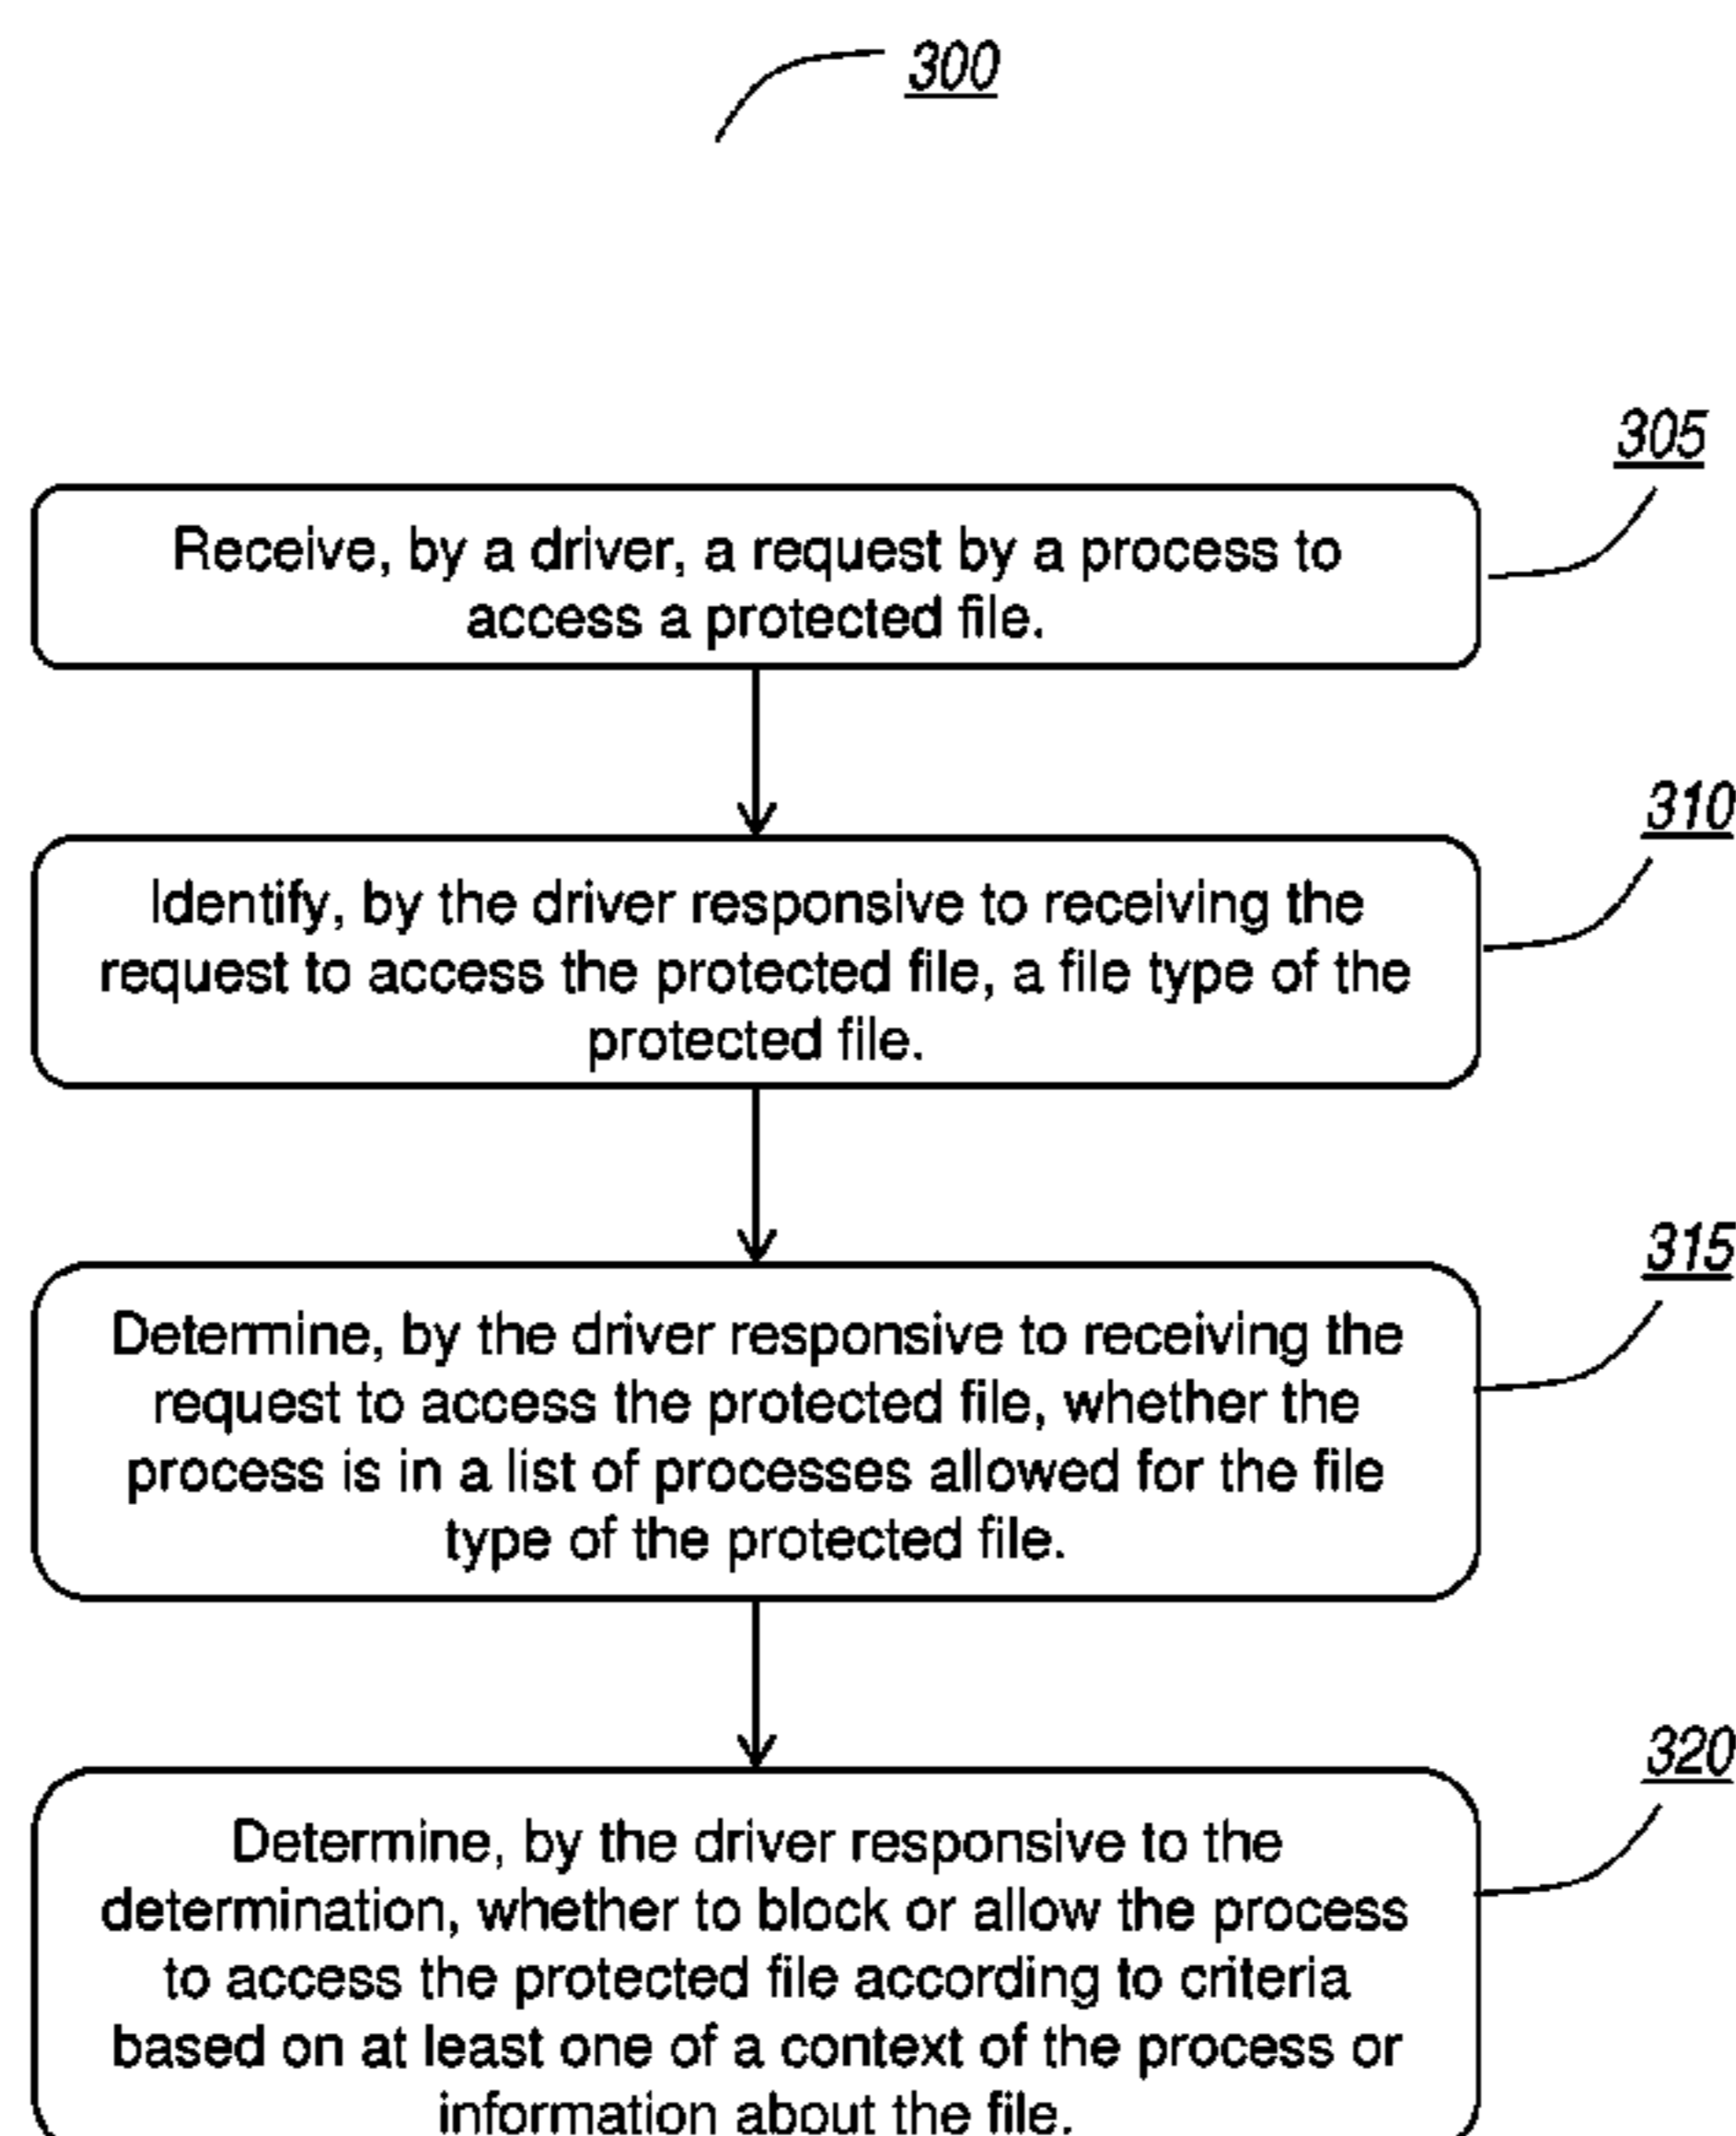 300
305
Receive, by a driver, a request by a process to
access a protected file.
310
Identify, by the driver responsive to receiving the
request to access the protected file, a file type of the
protected file.
315
Determine, by the driver responsive to receiving the
request to access the protected file, whether the
process is in a list of processes allowed for the file
type of the protected file.
320
Determine, by the driver responsive to the
determination, whether to block or allow the process
to access the protected file according to criteria
based on at least one of a context of the process or
information about the file.